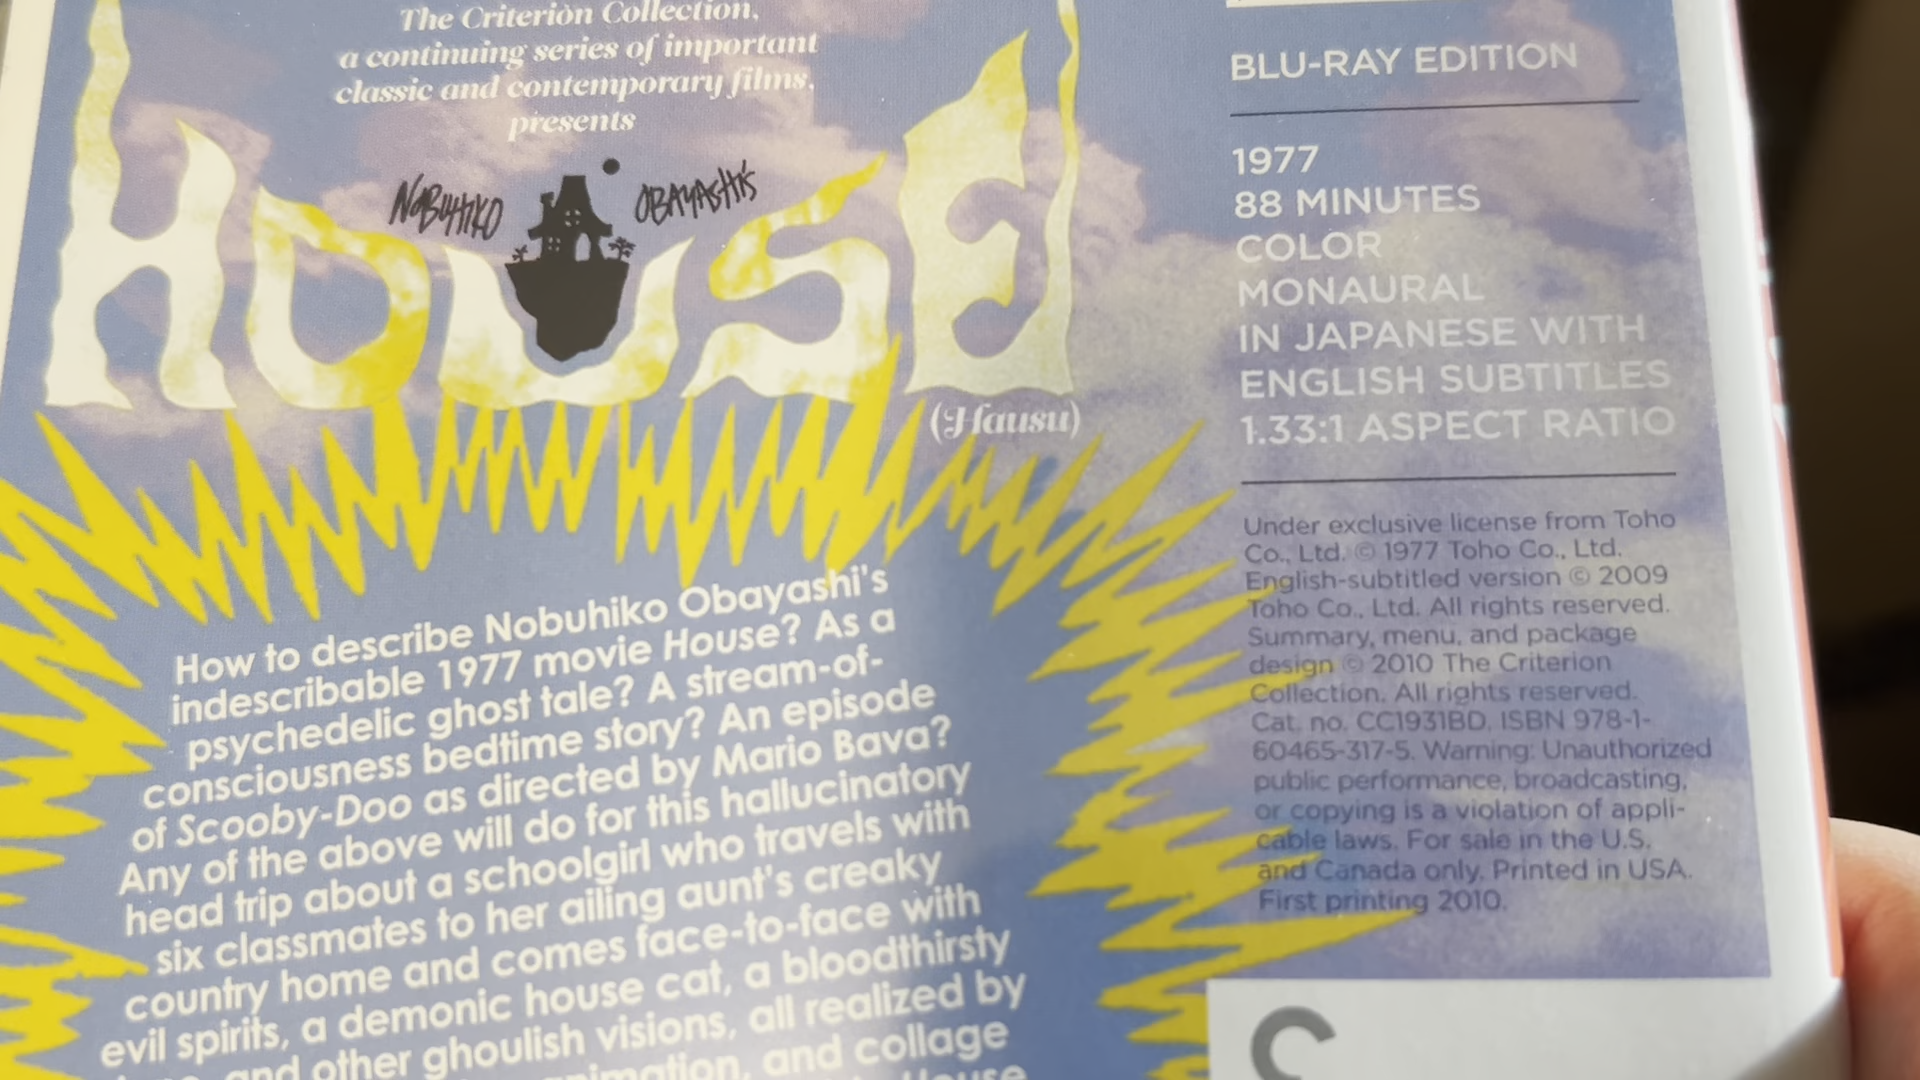 The Criterion Collection,
a continuing series of important
classic and contemporary films,
presents
NOBUHIKO OBAYASHI'S
HOUSE
(Hausu)
How to describe Nobuhiko Obayashi's
indescribable 1977 movie House? As a
psychedelic ghost tale? A stream-of-
consciousness bedtime story? An episode
of Scooby-Doo as directed by Mario Bava?
Any of the above will do for this hallucinatory
head trip about a schoolgirl who travels with
six classmates to her ailing aunt's creaky
country home and comes face-to-face with
evil spirits, a demonic house cat, a bloodthirsty
and other ghoulish visions, all realized by
and collage
House
BLU-RAY EDITION
1977
88 MINUTES
COLOR
MONAURAL
IN JAPANESE WITH
ENGLISH SUBTITLES
1.33:1 ASPECT RATIO
Under exclusive license from Toho
Co., Ltd. © 1977 Toho Co., Ltd.
English-subtitled version © 2009
Toho Co., Ltd. All rights reserved.
Summary, menu, and package
design © 2010 The Criterion
Collection. All rights reserved.
Cat. no. CC1931BD. ISBN 978-1-
60465-317-5. Warning: Unauthorized
public performance, broadcasting,
or copying is a violation of appli-
cable laws. For sale in the U.S.
and Canada only. Printed in USA.
First printing 2010.